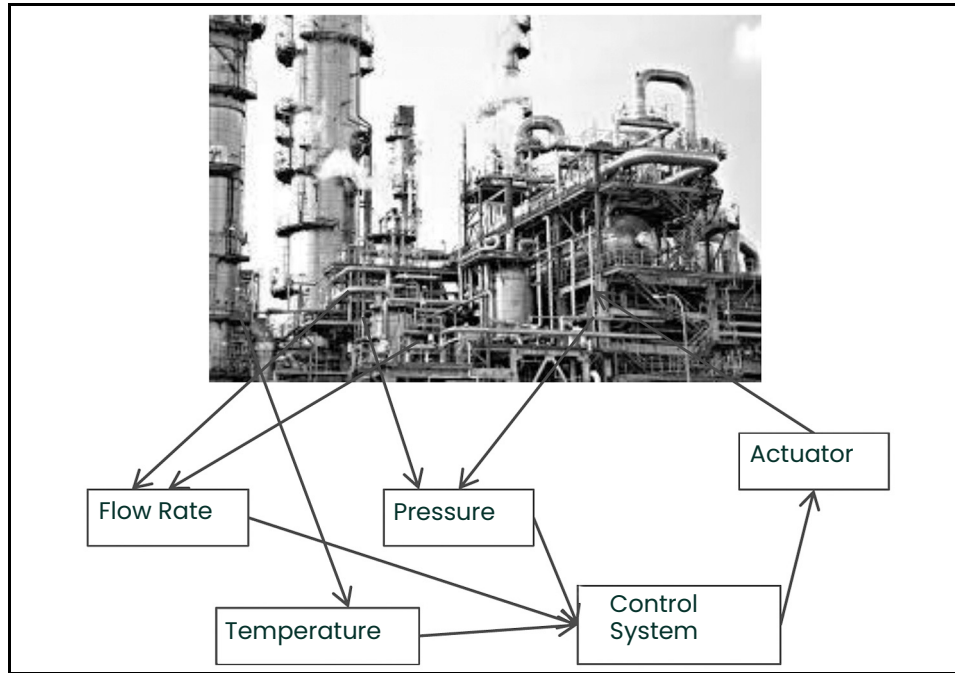 Actuator
Flow Rate
Pressure
Control
System
Temperature